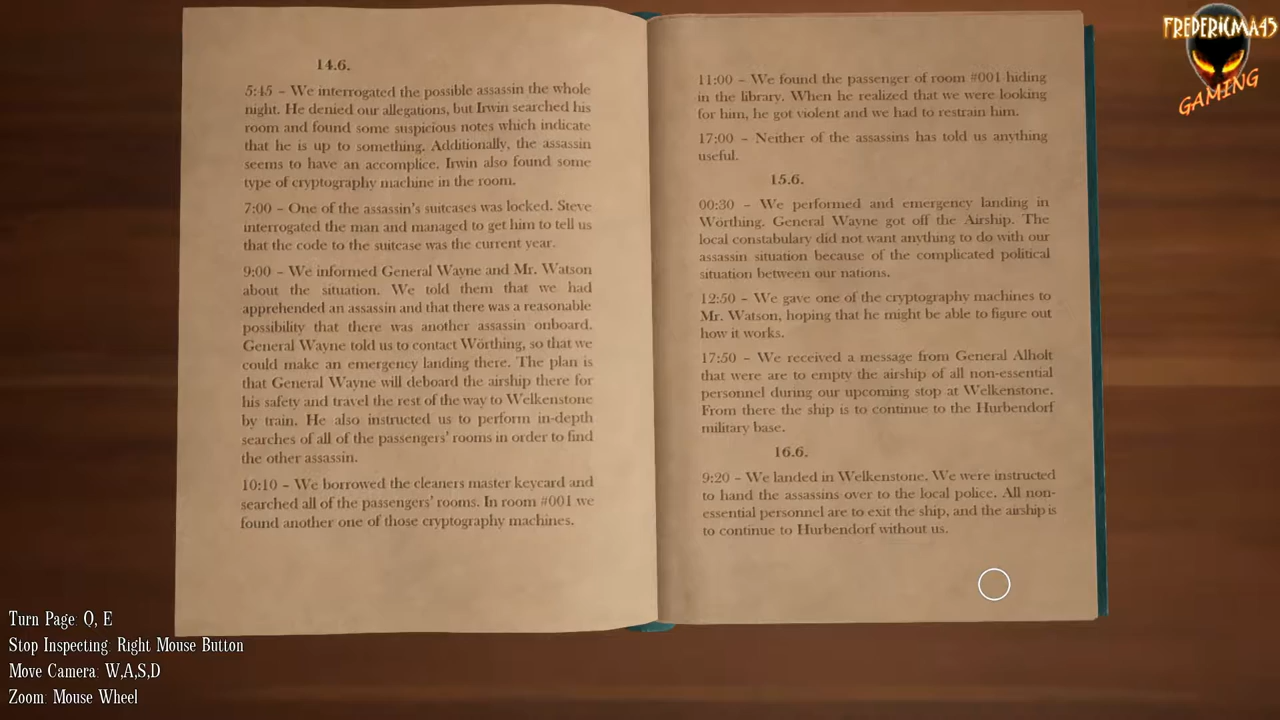 14.6.
5:45 – We interrogated the possible assassin the whole
night. He denied our allegations, but Irwin searched his
room and found some suspicious notes which indicate
that he is up to something. Additionally, the assassin
seems to have an accomplice. Irwin also found some
type of cryptography machine in the room.
7:00 – One of the assassin's suitcases was locked. Steve
interrogated the man and managed to get him to tell us
that the code to the suitcase was the current year.
9:00 – We informed General Wayne and Mr. Watson
about the situation. We told them that we had
apprehended an assassin and that there was a reasonable
possibility that there was another assassin onboard.
General Wayne told us to contact Wörthing, so that we
could make an emergency landing there. The plan is
that General Wayne will deboard the airship there for
his safety and travel the rest of the way to Welkenstone
by train. He also instructed us to perform in-depth
searches of all of the passengers' rooms in order to find
the other assassin.
10:10 – We borrowed the cleaners master keycard and
searched all of the passengers' rooms. In room #001 we
found another one of those cryptography machines.
11:00 – We found the passenger of room #001 hiding
in the library. When he realized that we were looking
for him, he got violent and we had to restrain him.
17:00 – Neither of the assassins has told us anything
useful.
15.6.
00:30 – We performed and emergency landing in
Wörthing. General Wayne got off the Airship. The
local constabulary did not want anything to do with our
assassin situation because of the complicated political
situation between our nations.
12:50 – We gave one of the cryptography machines to
Mr. Watson, hoping that he might be able to figure out
how it works.
17:50 – We received a message from General Alholt
that were are to empty the airship of all non-essential
personnel during our upcoming stop at Welkenstone.
From there the ship is to continue to the Hurbendorf
military base.
16.6.
9:20 – We landed in Welkenstone. We were instructed
to hand the assassins over to the local police. All non-
essential personnel are to exit the ship, and the airship is
to continue to Hurbendorf without us.
FREDERICMA45
GAMING
Turn Page: Q, E
Stop Inspecting: Right Mouse Button
Move Camera: W,A,S,D
Zoom: Mouse Wheel